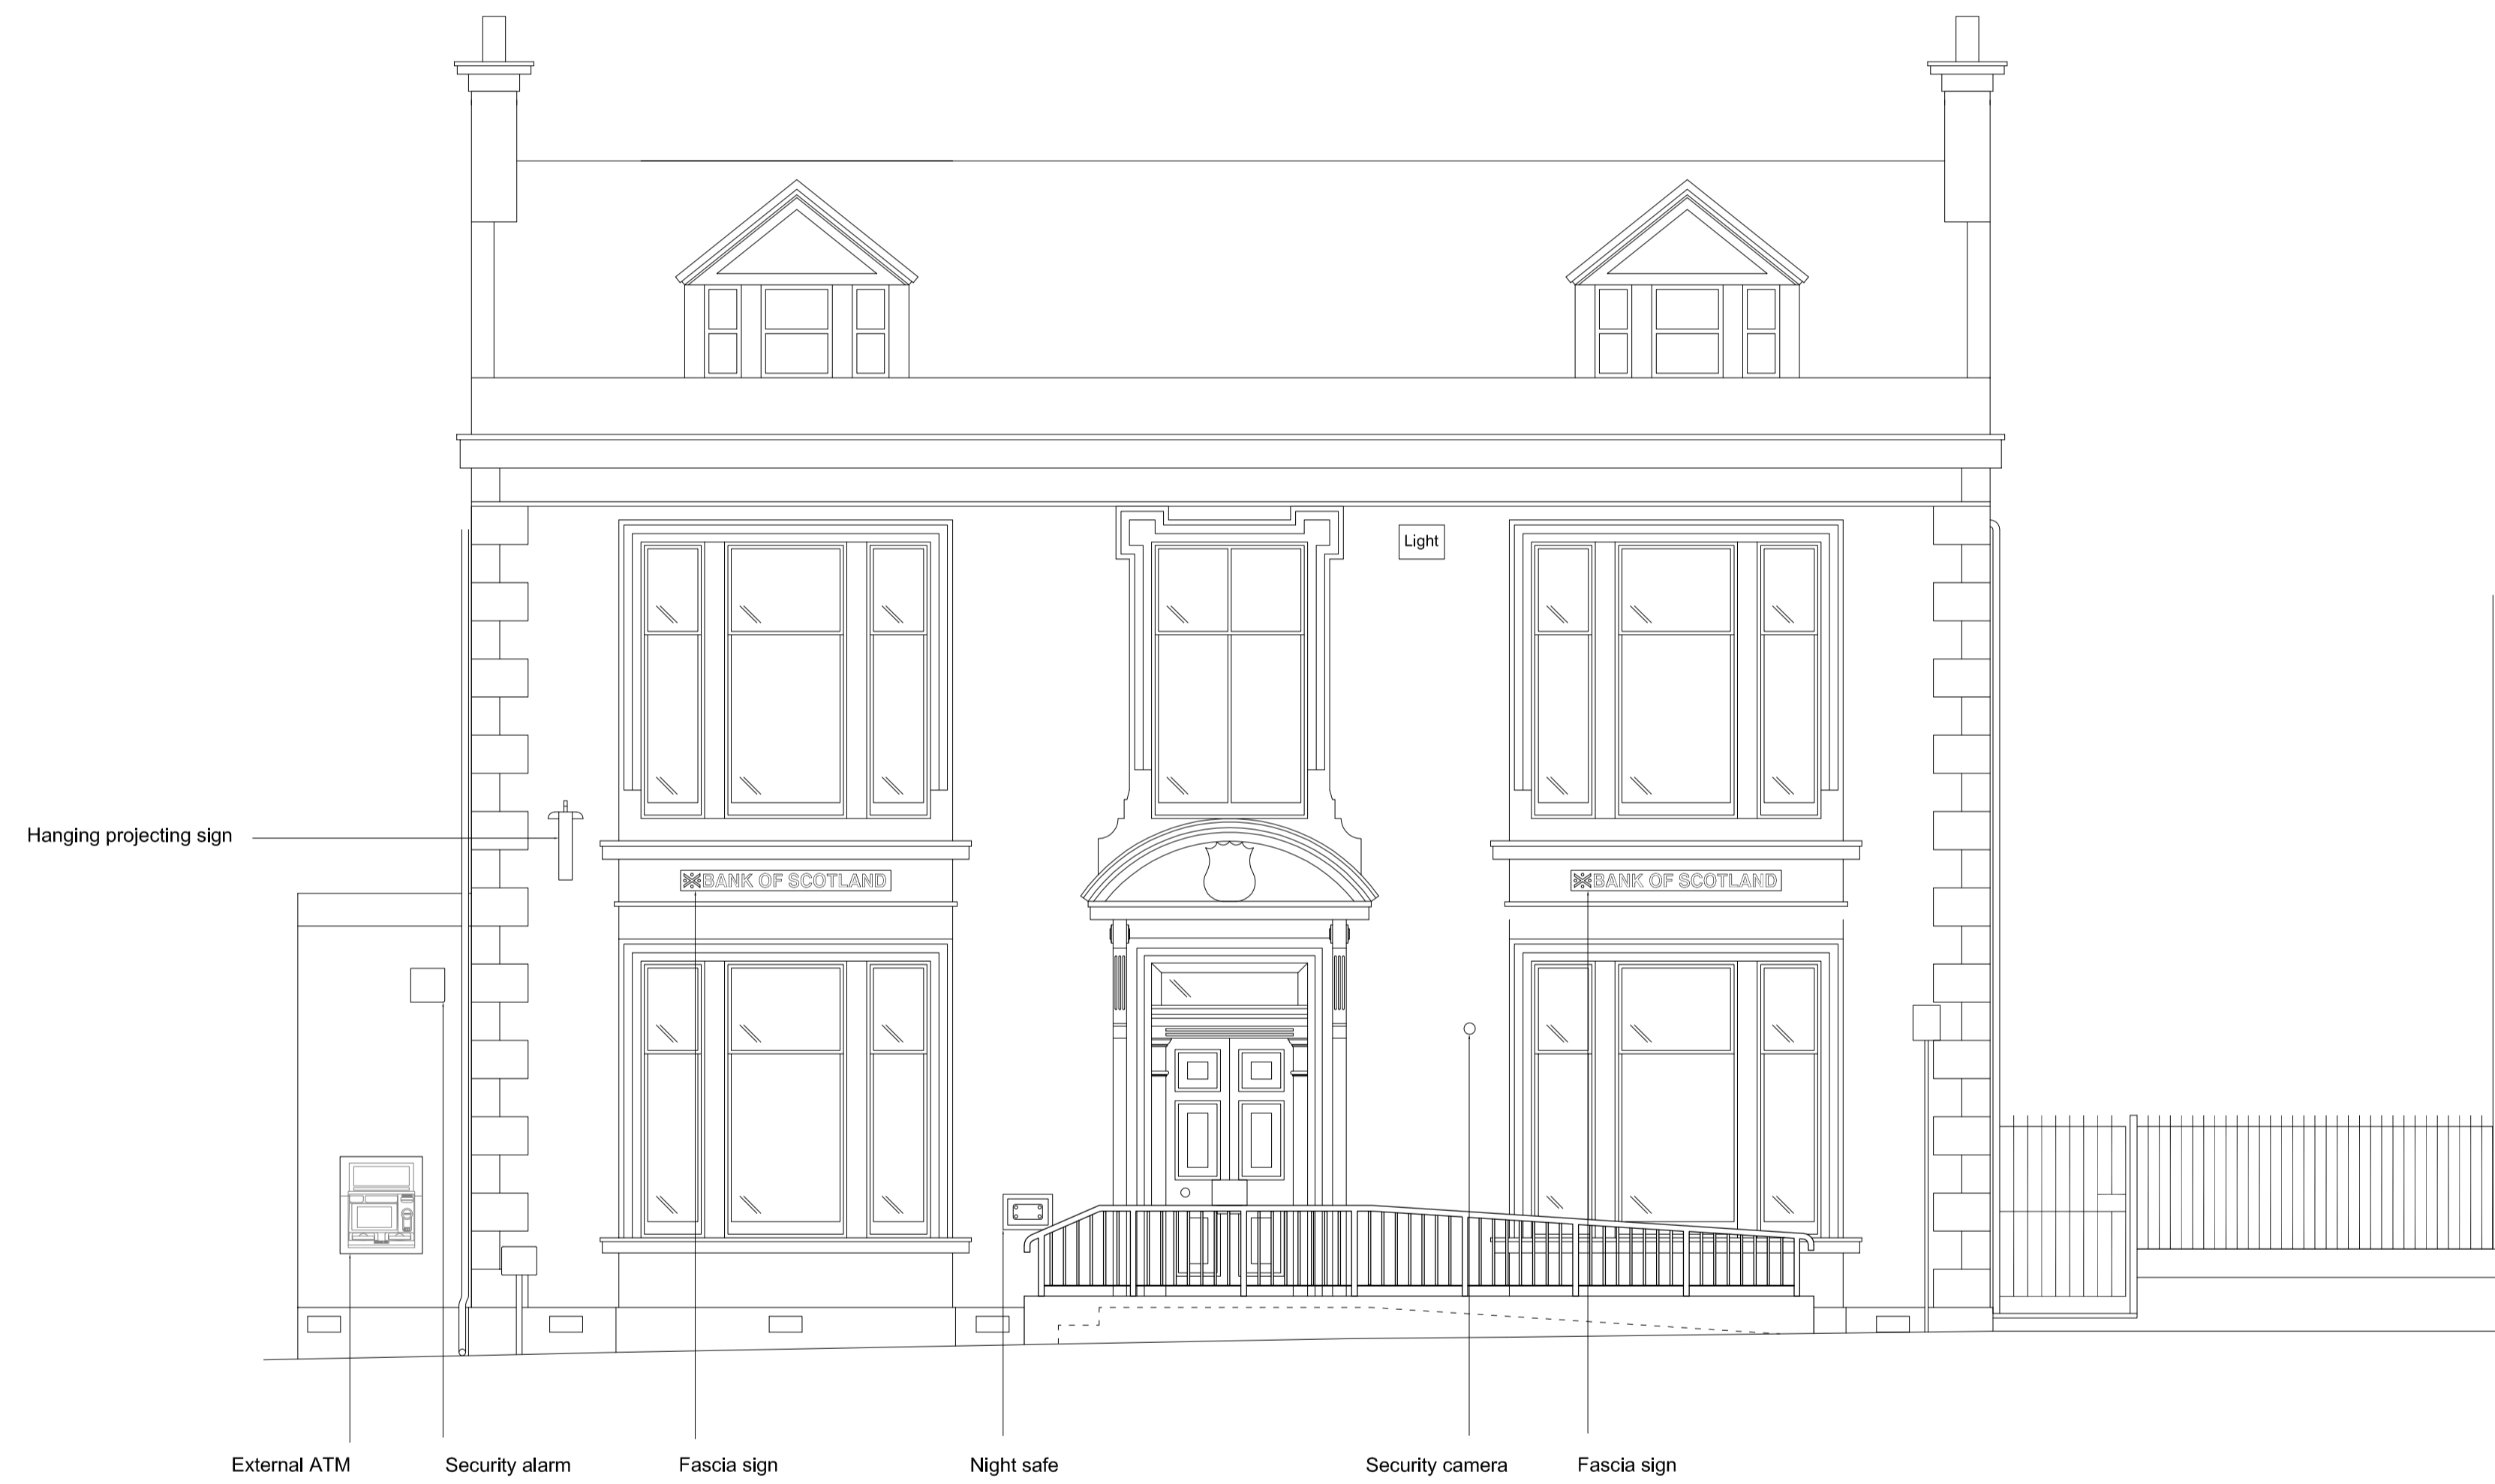 Light
Hanging projecting sign
BANK OF SCOTLAND
BANK OF SCOTLAND
External ATM
Security alarm
Fascia sign
Night safe
Security camera
Fascia sign